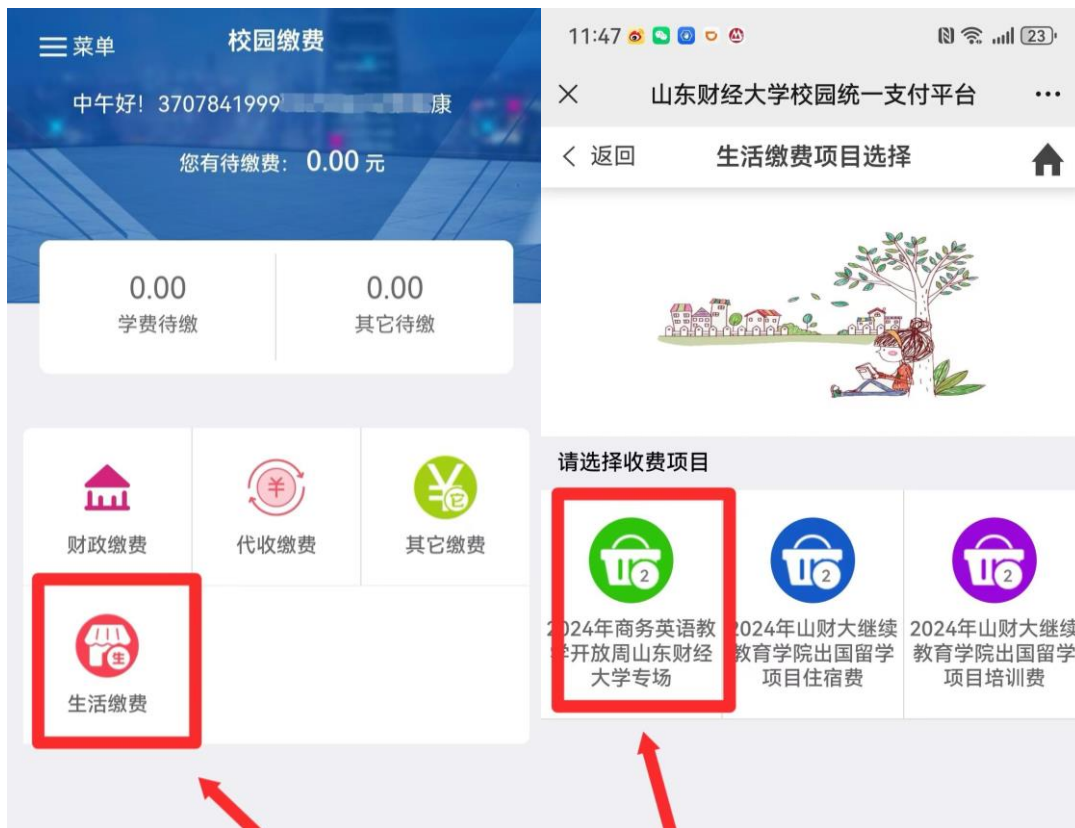 菜单
校园缴费
中午好！3707841999
康
您有待缴费：0.00 元
0.00
学费待缴
0.00
其它待缴
财政缴费
代收缴费
其它缴费
生活缴费
11:47
23
山东财经大学校园统一支付平台
返回
生活缴费项目选择
请选择收费项目
2
2024年商务英语教
学开放周山东财经
大学专场
2
2024年山财大继续
教育学院出国留学
项目住宿费
2
2024年山财大继续
教育学院出国留学
项目培训费